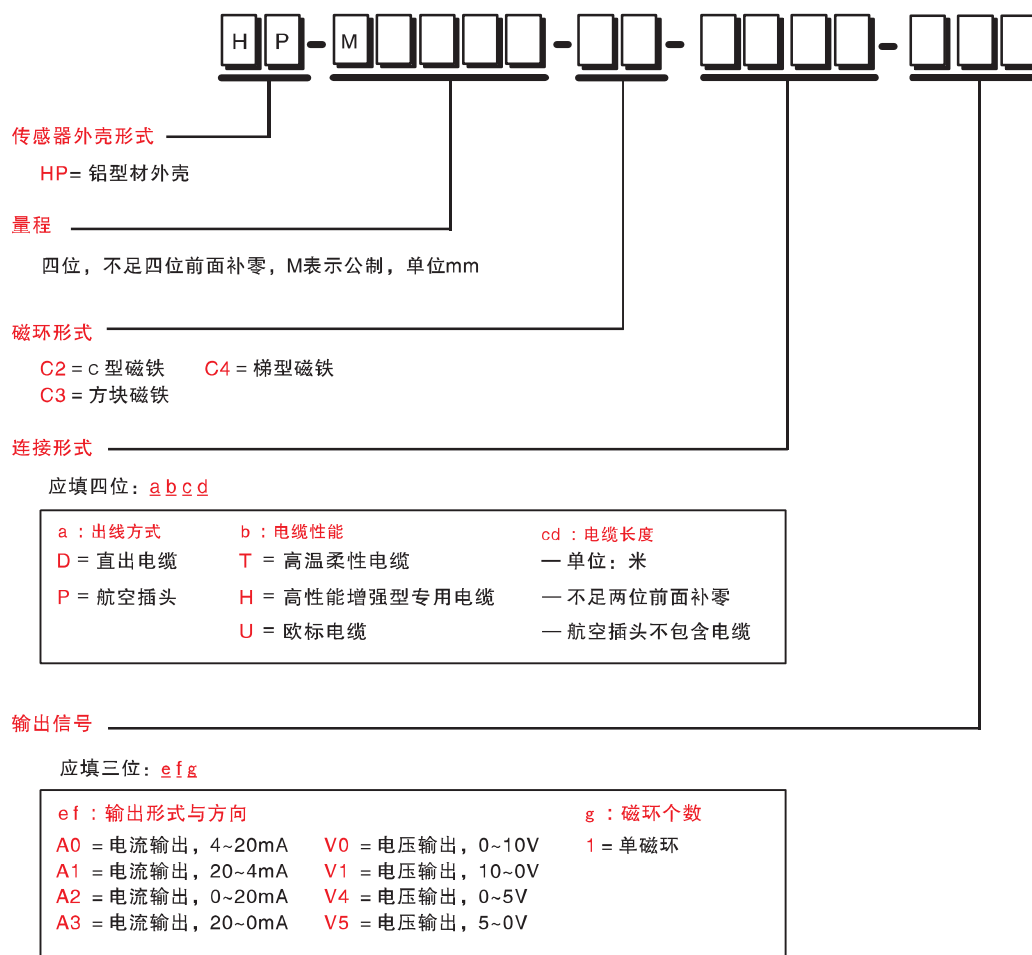 HP-M
传感器外壳形式
HP= 铝型材外壳
量程
四位，不足四位前面补零，M表示公制，单位mm
磁环形式
C2 = c 型磁铁 C4 = 梯型磁铁
C3 = 方块磁铁
连接形式
应填四位：a b c d
a ：出线方式 b ：电缆性能 cd ：电缆长度
D = 直出电缆 T = 高温柔性电缆 — 单位：米
P = 航空插头 H = 高性能增强型专用电缆 — 不足两位前面补零
U = 欧标电缆 — 航空插头不包含电缆
输出信号
应填三位：e f g
ef ：输出形式与方向 g ：磁环个数
A0 = 电流输出，4~20mA V0 = 电压输出，0~10V 1 = 单磁环
A1 = 电流输出，20~4mA V1 = 电压输出，10~0V
A2 = 电流输出，0~20mA V4 = 电压输出，0~5V
A3 = 电流输出，20~0mA V5 = 电压输出，5~0V